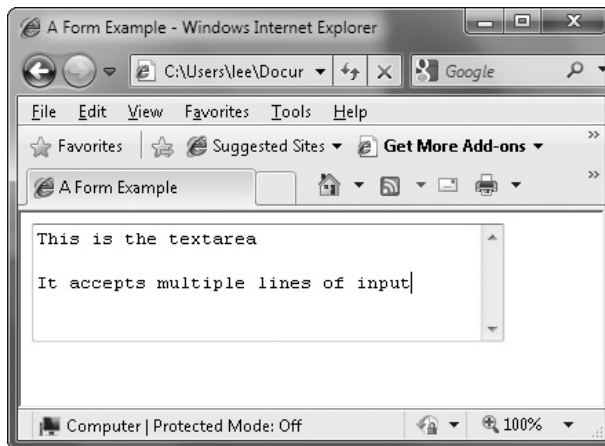 A Form Example - Windows Internet Explorer
C:\Users\lee\Docur
Google
File Edit View Favorites Tools Help
Favorites Suggested Sites Get More Add-ons »
A Form Example »
This is the textarea
It accepts multiple lines of input
Computer | Protected Mode: Off 100%